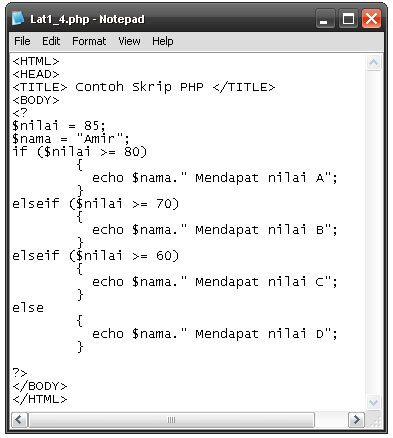 Lat1_4.php - Notepad
File Edit Format View Help
<HTML>
<HEAD>
<TITLE> Contoh Skrip PHP </TITLE>
<BODY>
<?
$nilai = 85;
$nama = "Amir";
if ($nilai >= 80)
{
echo $nama." Mendapat nilai A";
}
elseif ($nilai >= 70)
{
echo $nama." Mendapat nilai B";
}
elseif ($nilai >= 60)
{
echo $nama." Mendapat nilai C";
}
else
{
echo $nama." Mendapat nilai D";
}
?>
</BODY>
</HTML>